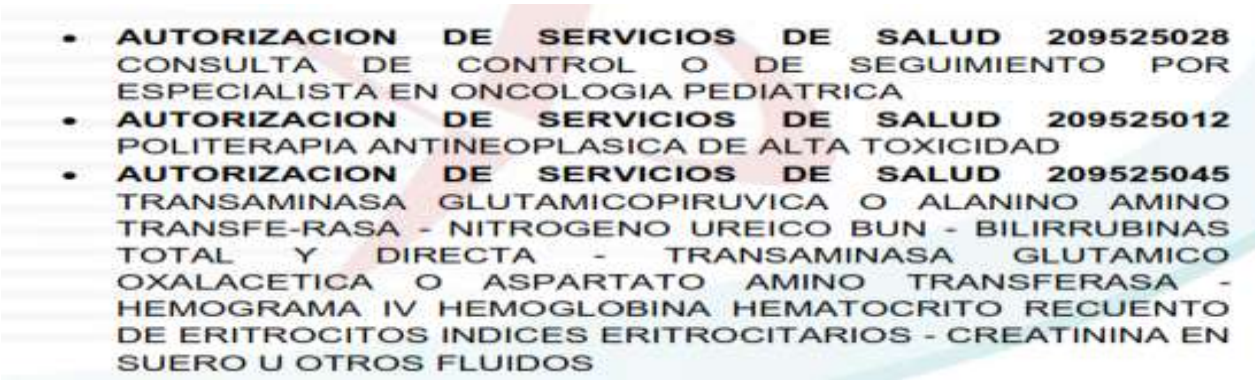 • AUTORIZACION DE SERVICIOS DE SALUD 209525028
CONSULTA DE CONTROL O DE SEGUIMIENTO POR
ESPECIALISTA EN ONCOLOGIA PEDIATRICA
• AUTORIZACION DE SERVICIOS DE SALUD 209525012
POLITERAPIA ANTINEOPLASICA DE ALTA TOXICIDAD
• AUTORIZACION DE SERVICIOS DE SALUD 209525045
TRANSAMINASA GLUTAMICOPIRUVICA O ALANINO AMINO
TRANSFE-RASA - NITROGENO UREICO BUN - BILIRRUBINAS
TOTAL Y DIRECTA - TRANSAMINASA GLUTAMICO
OXALACETICA O ASPARTATO AMINO TRANSFERASA -
HEMOGRAMA IV HEMOGLOBINA HEMATOCRITO RECUENTO
DE ERITROCITOS INDICES ERITROCITARIOS - CREATININA EN
SUERO U OTROS FLUIDOS